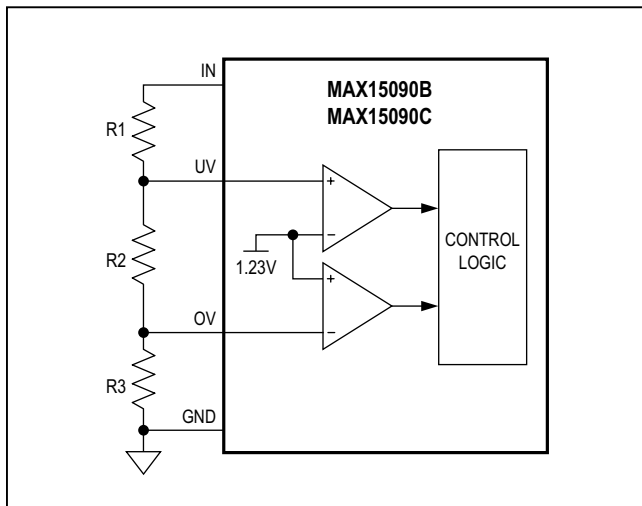 IN
MAX15090B
MAX15090C
R1
UV
+
−
1.23V
CONTROL
LOGIC
R2
+
OV
−
R3
GND